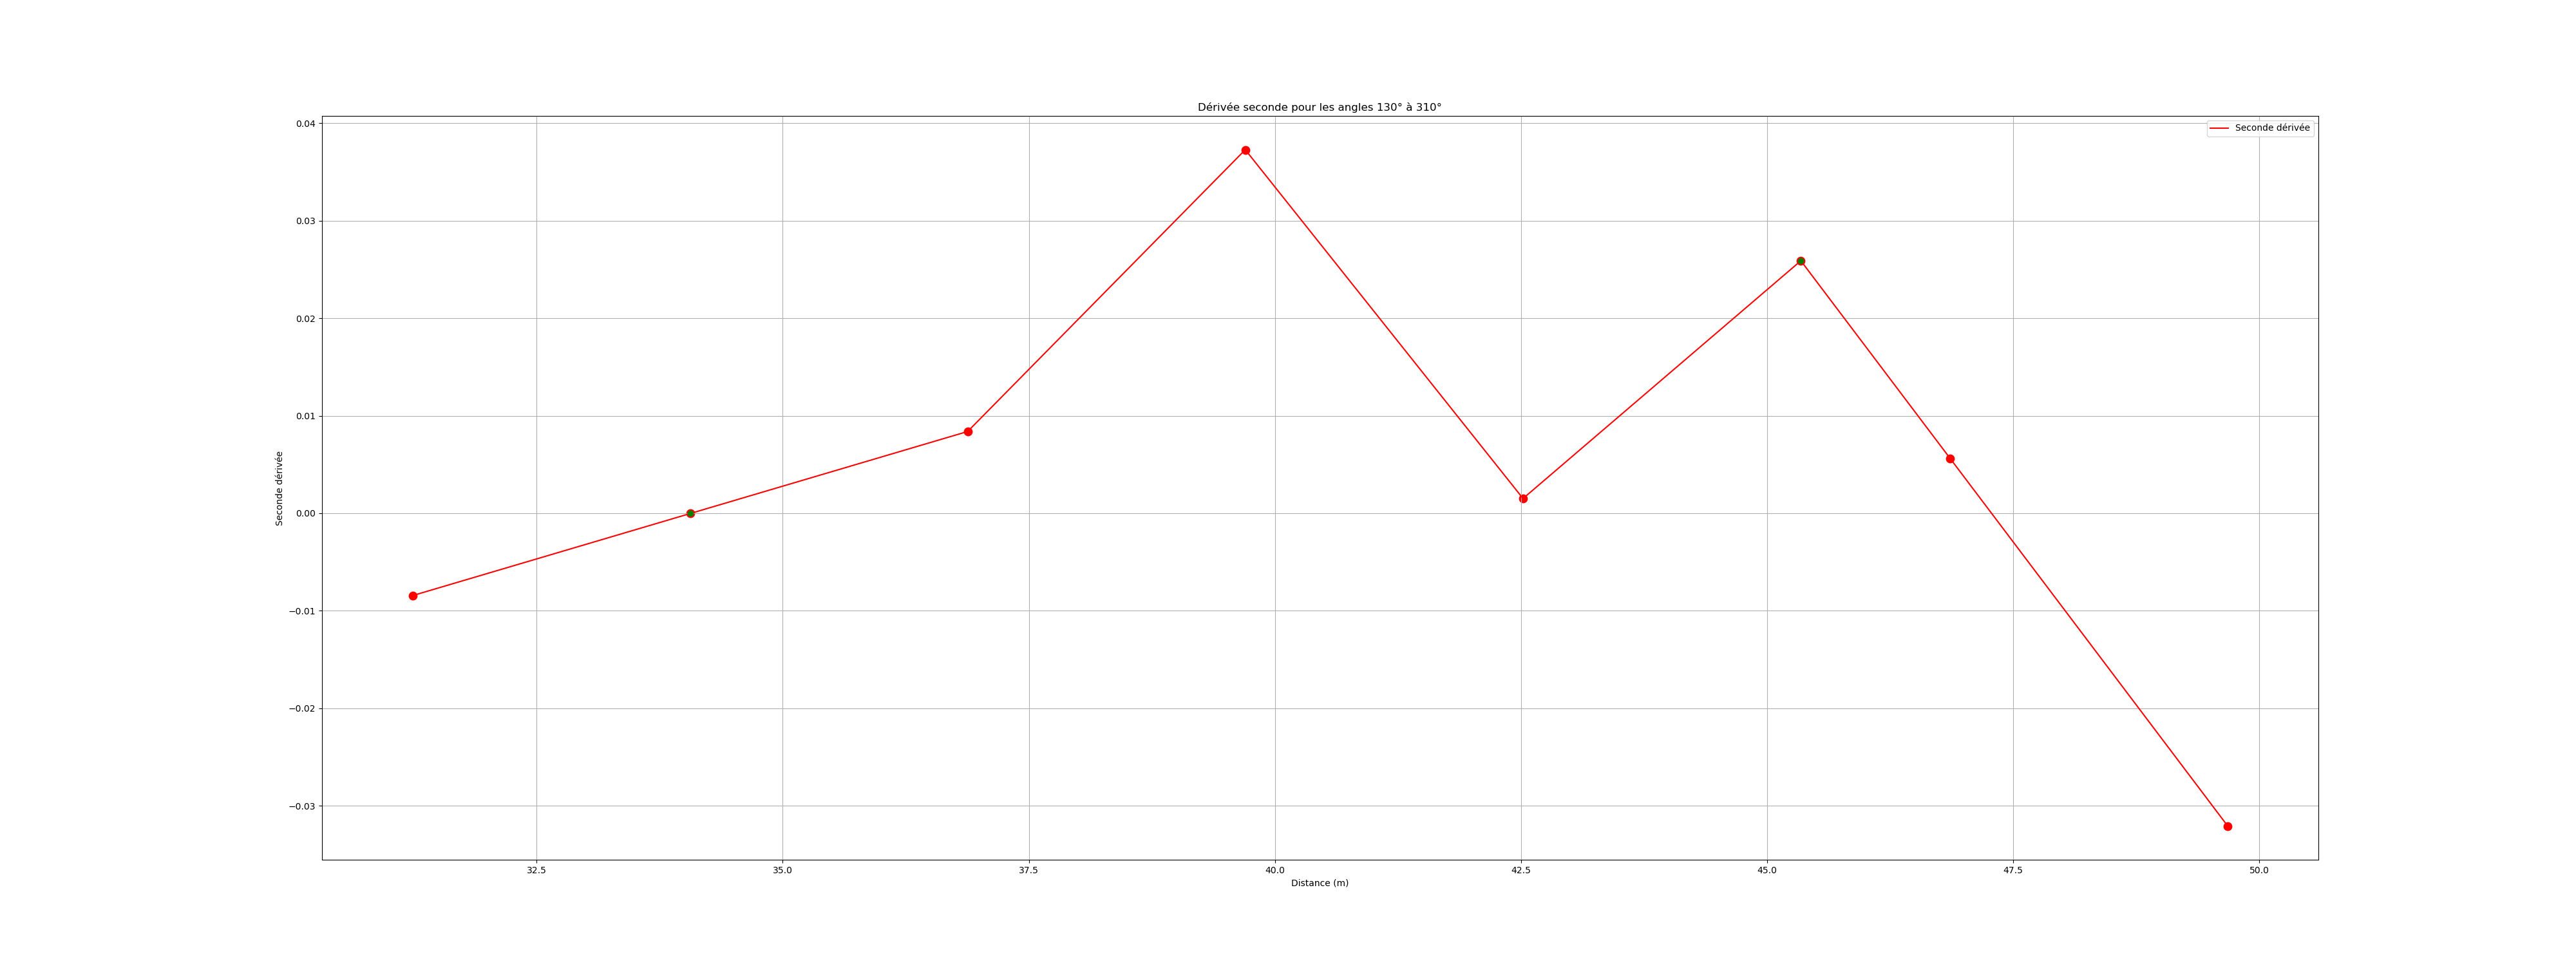 Dérivée seconde pour les angles 130° à 310°
Seconde dérivée
0.04
0.03
0.02
0.01
0.00
−0.01
−0.02
−0.03
Seconde dérivée
32.5 35.0 37.5 40.0 42.5 45.0 47.5 50.0
Distance (m)